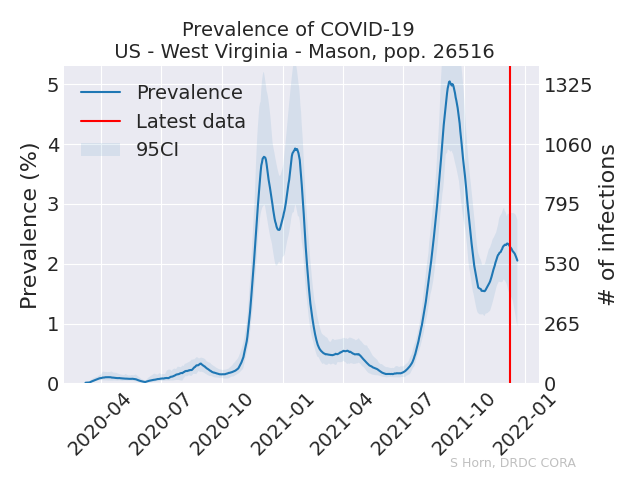 Prevalence of COVID-19
US - West Virginia - Mason, pop. 26516
Prevalence
Latest data
95CI
Prevalence (%)
5
4
3
2
1
0
# of infections
1325
1060
795
530
265
0
2020-04
2020-07
2020-10
2021-01
2021-04
2021-07
2021-10
2022-01
S Horn, DRDC CORA